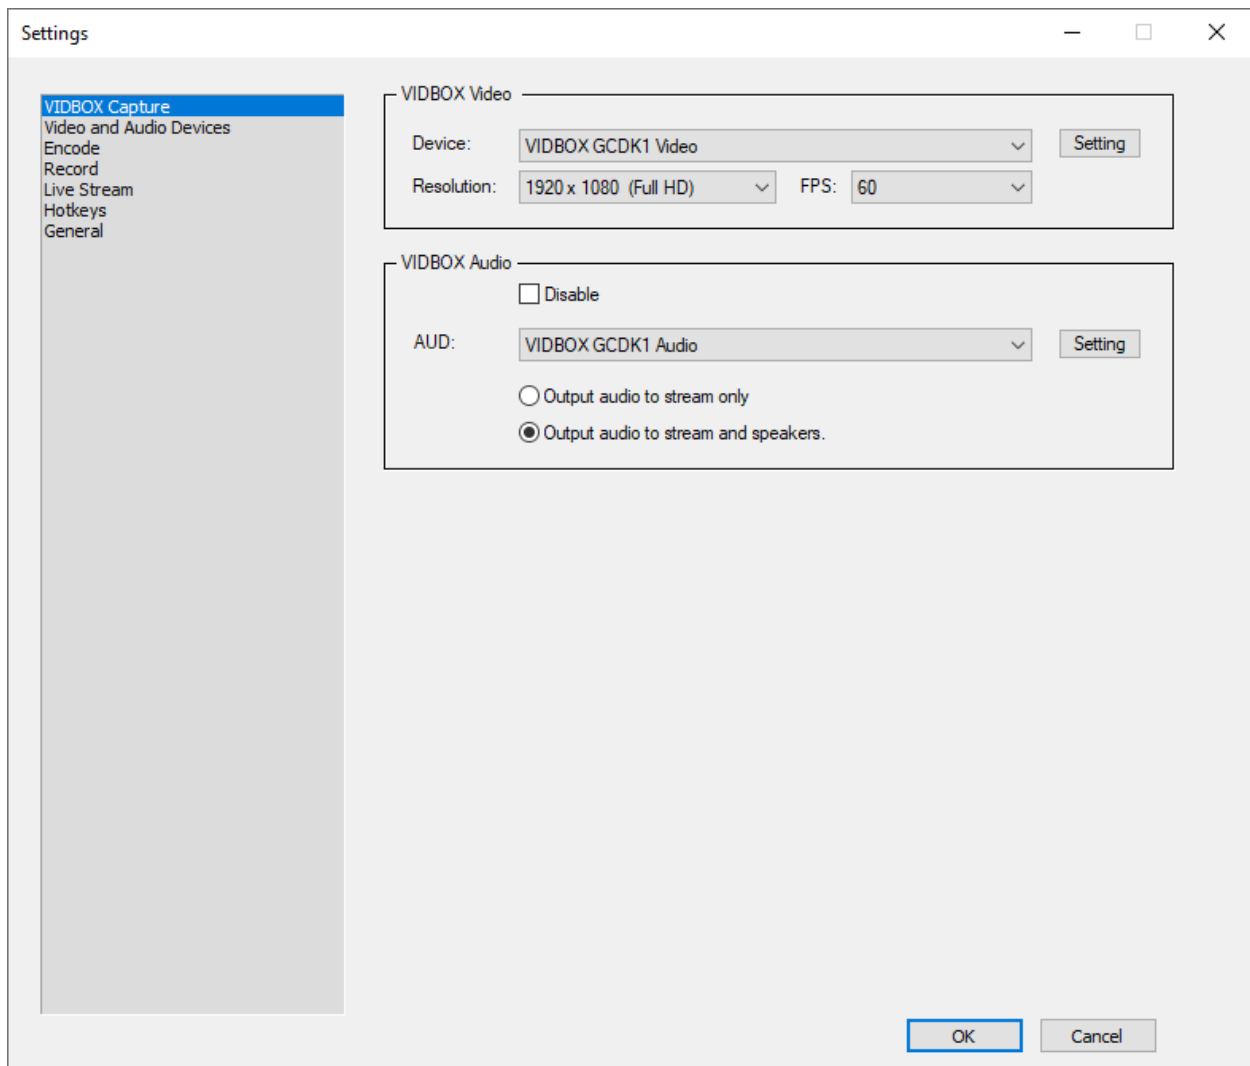 Settings
VIDBOX Capture
Video and Audio Devices
Encode
Record
Live Stream
Hotkeys
General
VIDBOX Video
Device: VIDBOX GCDK1 Video Setting
Resolution: 1920 x 1080 (Full HD) FPS: 60
VIDBOX Audio
Disable
AUD: VIDBOX GCDK1 Audio Setting
Output audio to stream only
Output audio to stream and speakers.
OK Cancel